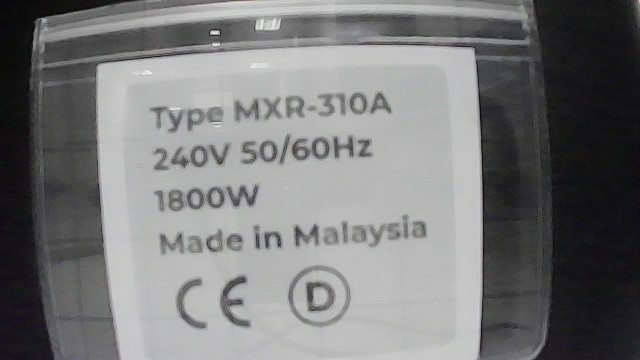 Type MXR-310A
240V 50/60Hz
1800W
Made in Malaysia
CE D